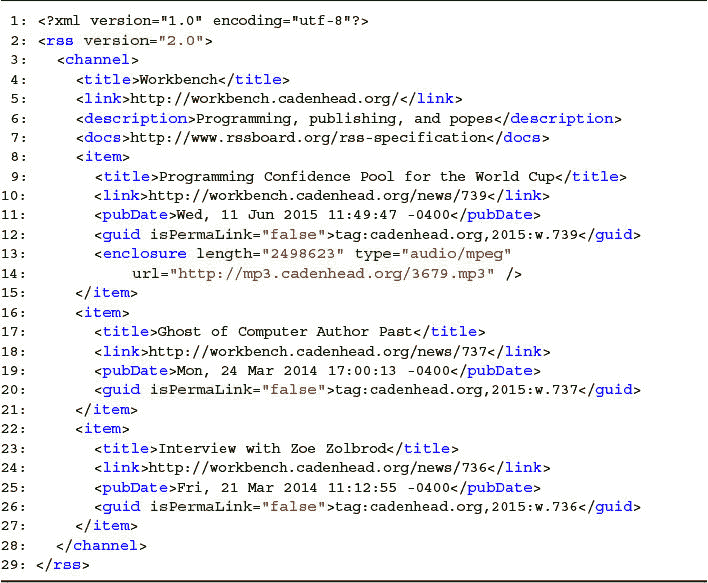 1: <?xml version="1.0" encoding="utf-8"?>
2: <rss version="2.0">
3:   <channel>
4:     <title>Workbench</title>
5:     <link>http://workbench.cadenhead.org/</link>
6:     <description>Programming, publishing, and popes</description>
7:     <docs>http://www.rssboard.org/rss-specification</docs>
8:     <item>
9:       <title>Programming Confidence Pool for the World Cup</title>
10:       <link>http://workbench.cadenhead.org/news/739</link>
11:       <pubDate>Wed, 11 Jun 2015 11:49:47 -0400</pubDate>
12:       <guid isPermaLink="false">tag:cadenhead.org,2015:w.739</guid>
13:       <enclosure length="2498623" type="audio/mpeg"
14:           url="http://mp3.cadenhead.org/3679.mp3" />
15:     </item>
16:     <item>
17:       <title>Ghost of Computer Author Past</title>
18:       <link>http://workbench.cadenhead.org/news/737</link>
19:       <pubDate>Mon, 24 Mar 2014 17:00:13 -0400</pubDate>
20:       <guid isPermaLink="false">tag:cadenhead.org,2015:w.737</guid>
21:     </item>
22:     <item>
23:       <title>Interview with Zoe Zolbrod</title>
24:       <link>http://workbench.cadenhead.org/news/736</link>
25:       <pubDate>Fri, 21 Mar 2014 11:12:55 -0400</pubDate>
26:       <guid isPermaLink="false">tag:cadenhead.org,2015:w.736</guid>
27:     </item>
28:   </channel>
29: </rss>